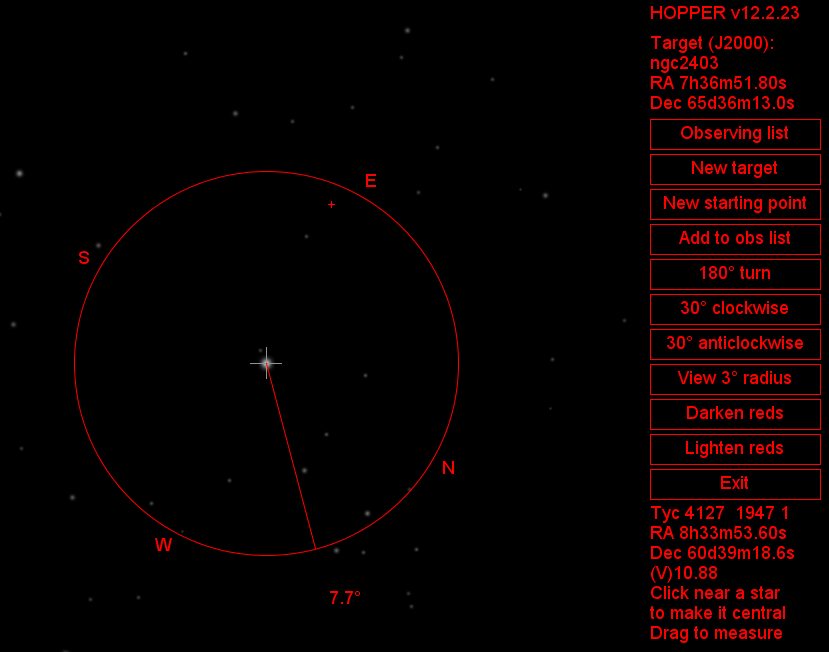 HOPPER v12.2.23
Target (J2000):
ngc2403
RA 7h36m51.80s
Dec 65d36m13.0s
Observing list
New target
New starting point
Add to obs list
180° turn
30° clockwise
30° anticlockwise
View 3° radius
Darken reds
Lighten reds
Exit
Tyc 4127 1947 1
RA 8h33m53.60s
Dec 60d39m18.6s
(V)10.88
Click near a star
to make it central
Drag to measure
E
S
N
W
7.7°